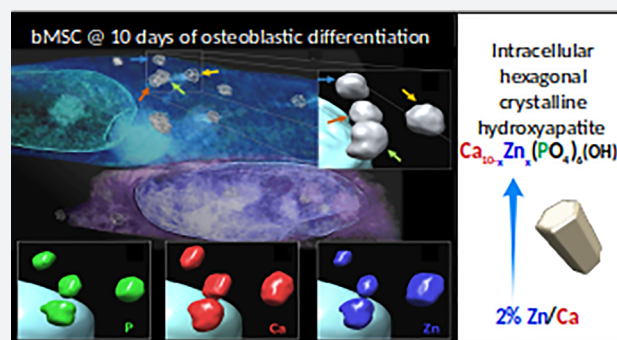 bMSC @ 10 days of osteoblastic differentiation
Intracellular
hexagonal
crystalline
hydroxyapatite
Ca₁₀₋ₓZnₓ(PO₄)₆(OH)
2% Zn/Ca
P
Ca
Zn